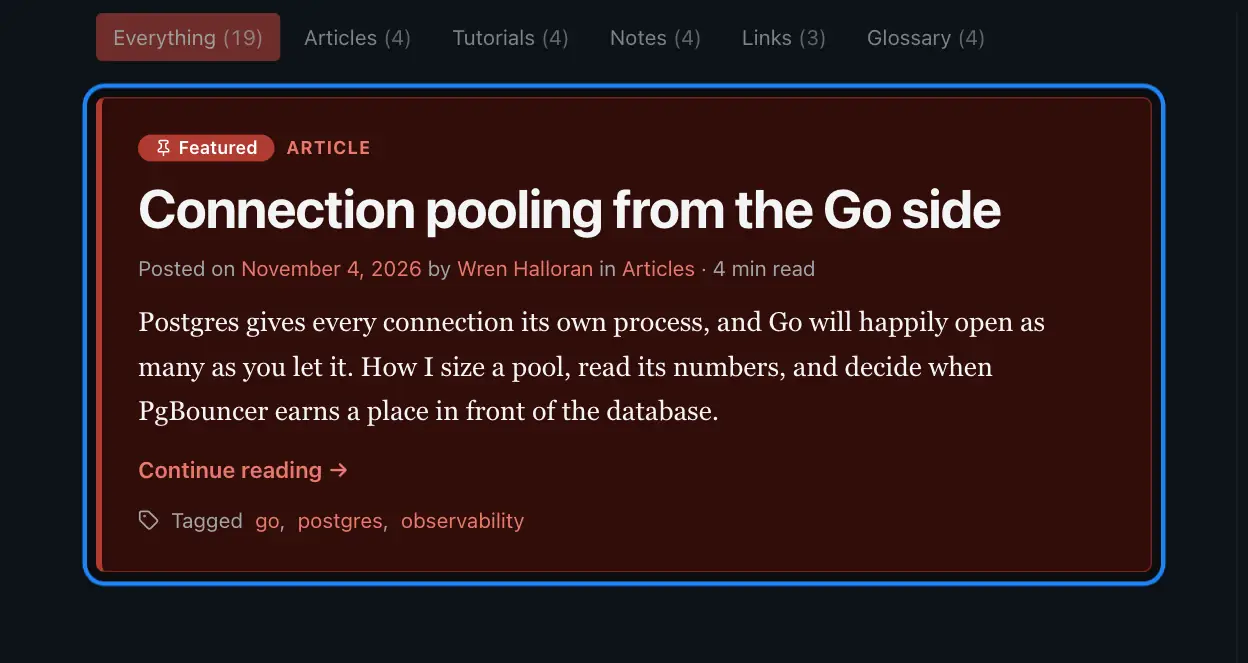 Everything (19) Articles (4) Tutorials (4) Notes (4) Links (3) Glossary (4)
Featured ARTICLE
Connection pooling from the Go side
Posted on November 4, 2026 by Wren Halloran in Articles · 4 min read
Postgres gives every connection its own process, and Go will happily open as
many as you let it. How I size a pool, read its numbers, and decide when
PgBouncer earns a place in front of the database.
Continue reading →
Tagged go, postgres, observability